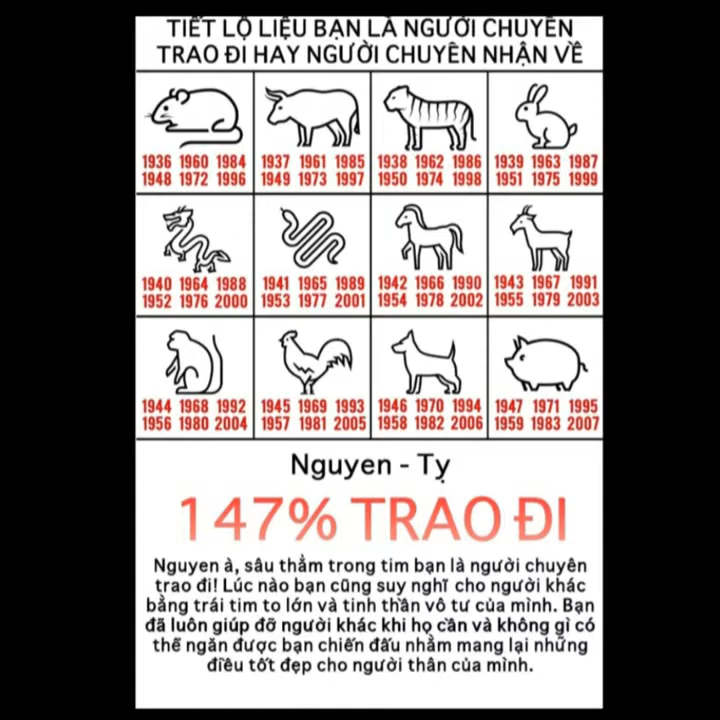 TIẾT LỘ LIỆU BẠN LÀ NGƯỜI CHUYÊN
TRAO ĐI HAY NGƯỜI CHUYÊN NHẬN VỀ
1936 1960 1984
1948 1972 1996
1937 1961 1985
1949 1973 1997
1938 1962 1986
1950 1974 1998
1939 1963 1987
1951 1975 1999
1940 1964 1988
1952 1976 2000
1941 1965 1989
1953 1977 2001
1942 1966 1990
1954 1978 2002
1943 1967 1991
1955 1979 2003
1944 1968 1992
1956 1980 2004
1945 1969 1993
1957 1981 2005
1946 1970 1994
1958 1982 2006
1947 1971 1995
1959 1983 2007
Nguyen - Tỵ
147% TRAO ĐI
Nguyen à, sâu thẳm trong tim bạn là người chuyên
trao đi! Lúc nào bạn cũng suy nghĩ cho người khác
bằng trái tim to lớn và tinh thần vô tư của mình. Bạn
đã luôn giúp đỡ người khác khi họ cần và không gì có
thể ngăn được bạn chiến đấu nhằm mang lại những
điều tốt đẹp cho người thân của mình.